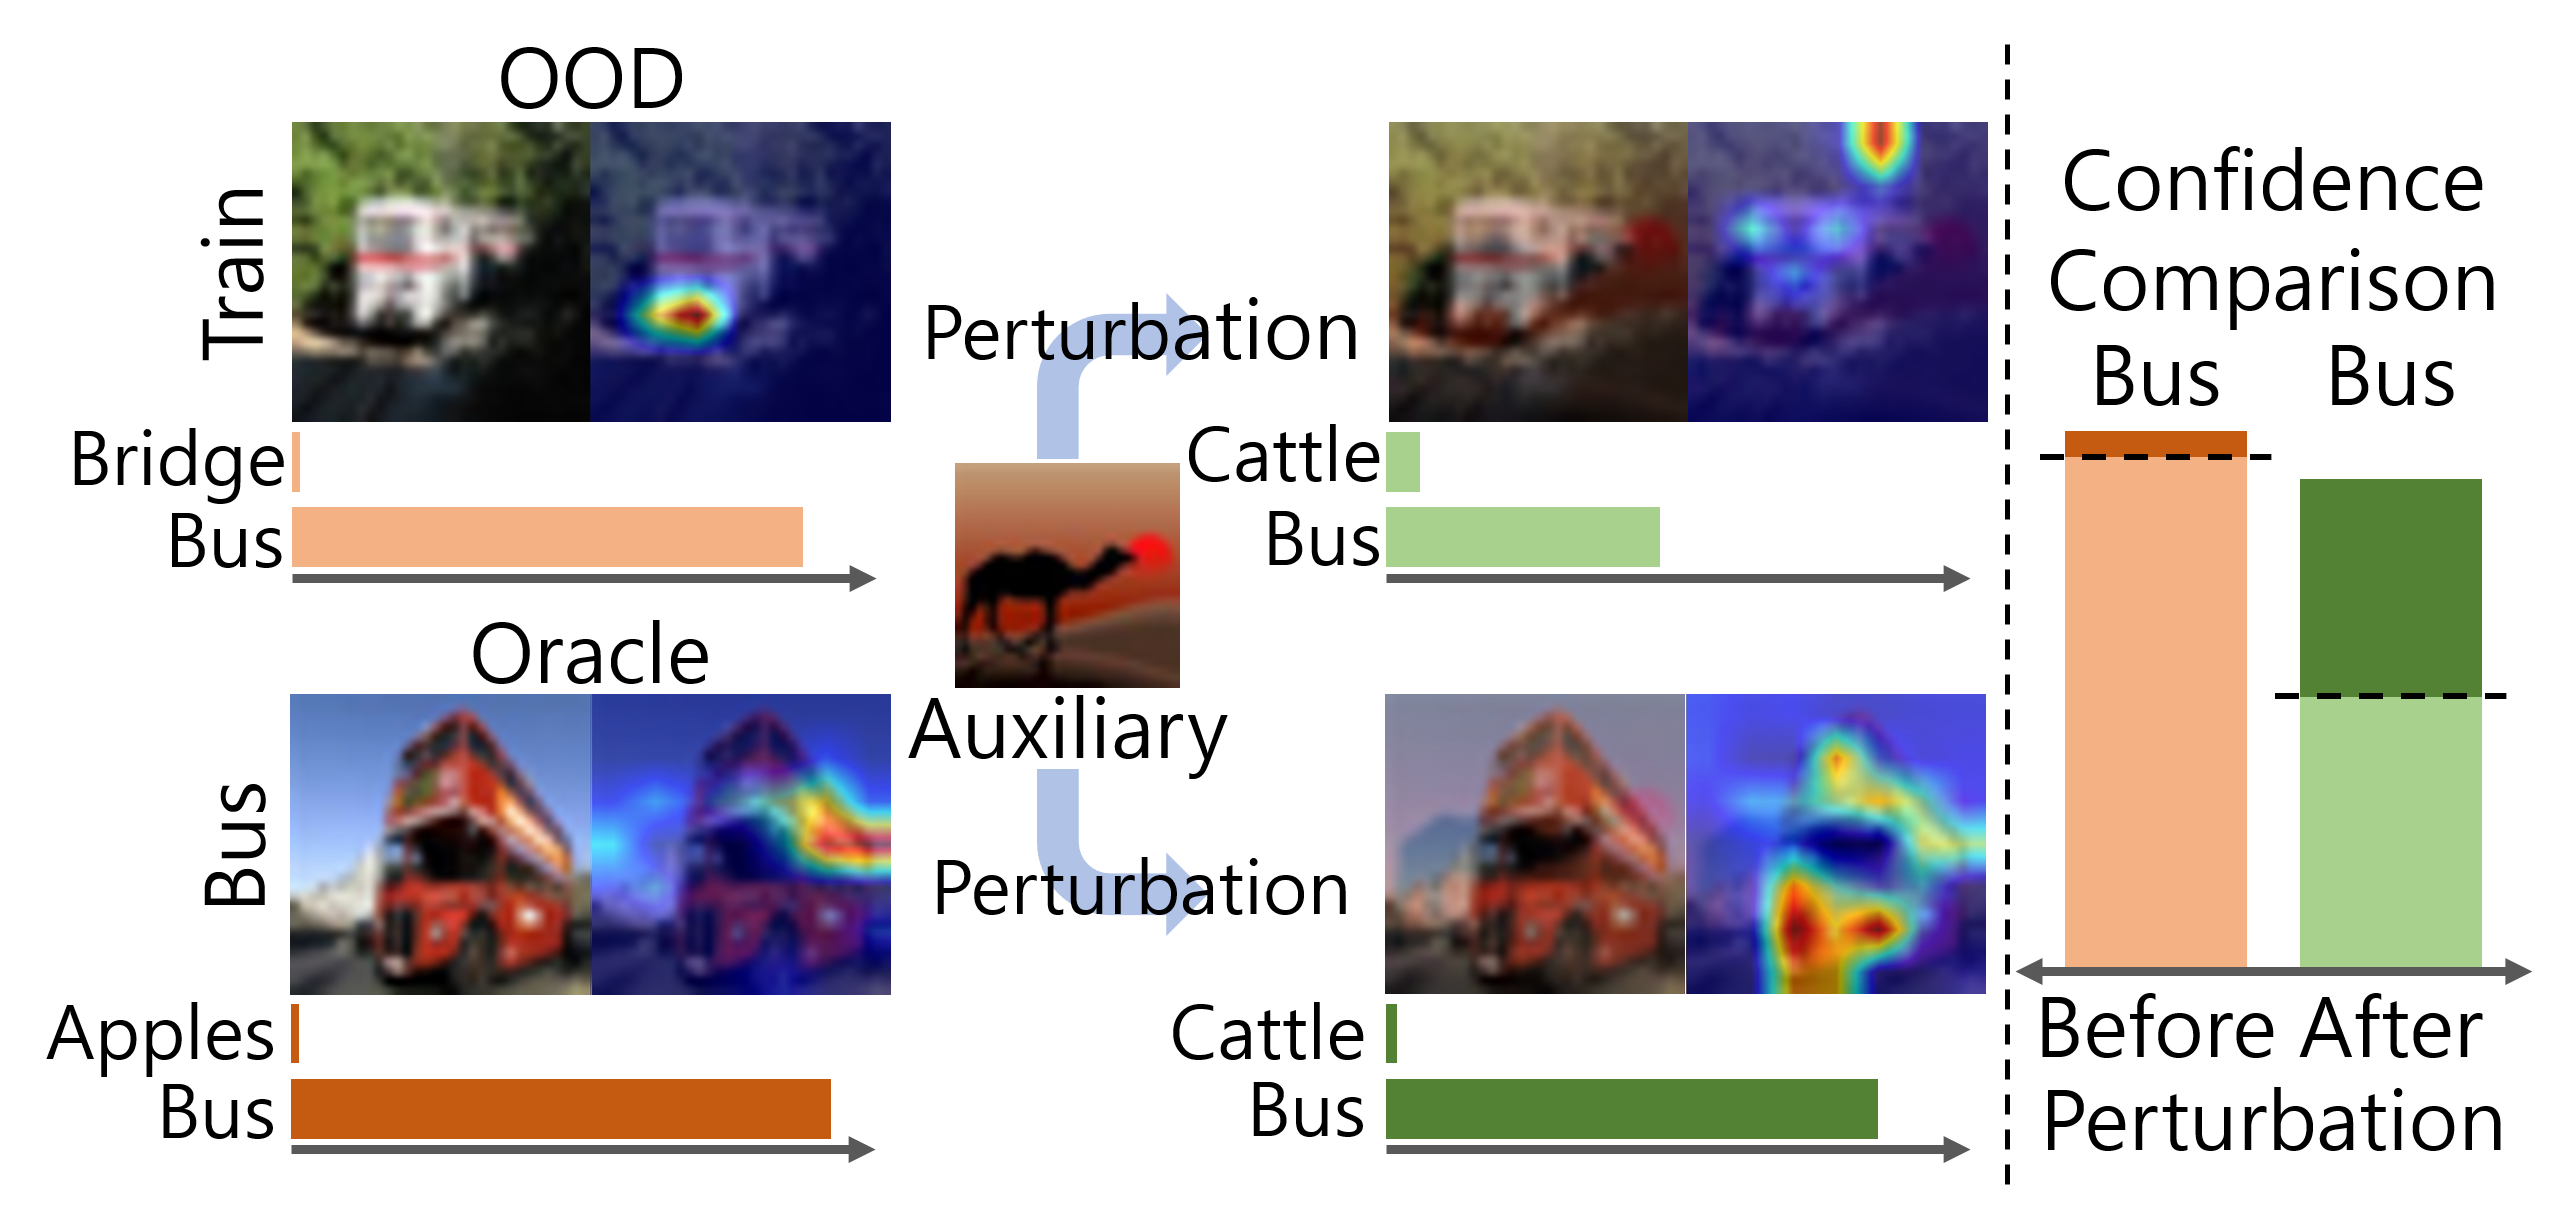 OOD
Train
Bridge
Bus
Perturbation
Cattle
Bus
Auxiliary
Oracle
Bus
Apples
Bus
Perturbation
Cattle
Bus
Confidence
Comparison
Bus Bus
Before After
Perturbation